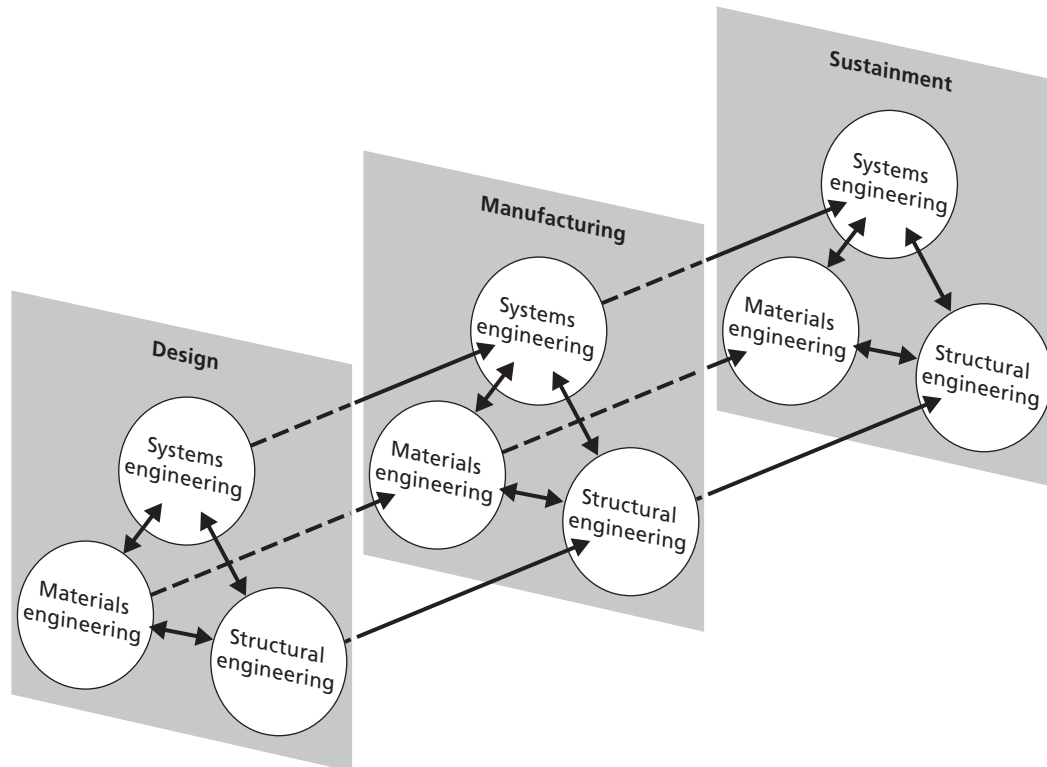 Design
Systems
engineering
Materials
engineering
Structural
engineering
Manufacturing
Systems
engineering
Materials
engineering
Structural
engineering
Sustainment
Systems
engineering
Materials
engineering
Structural
engineering